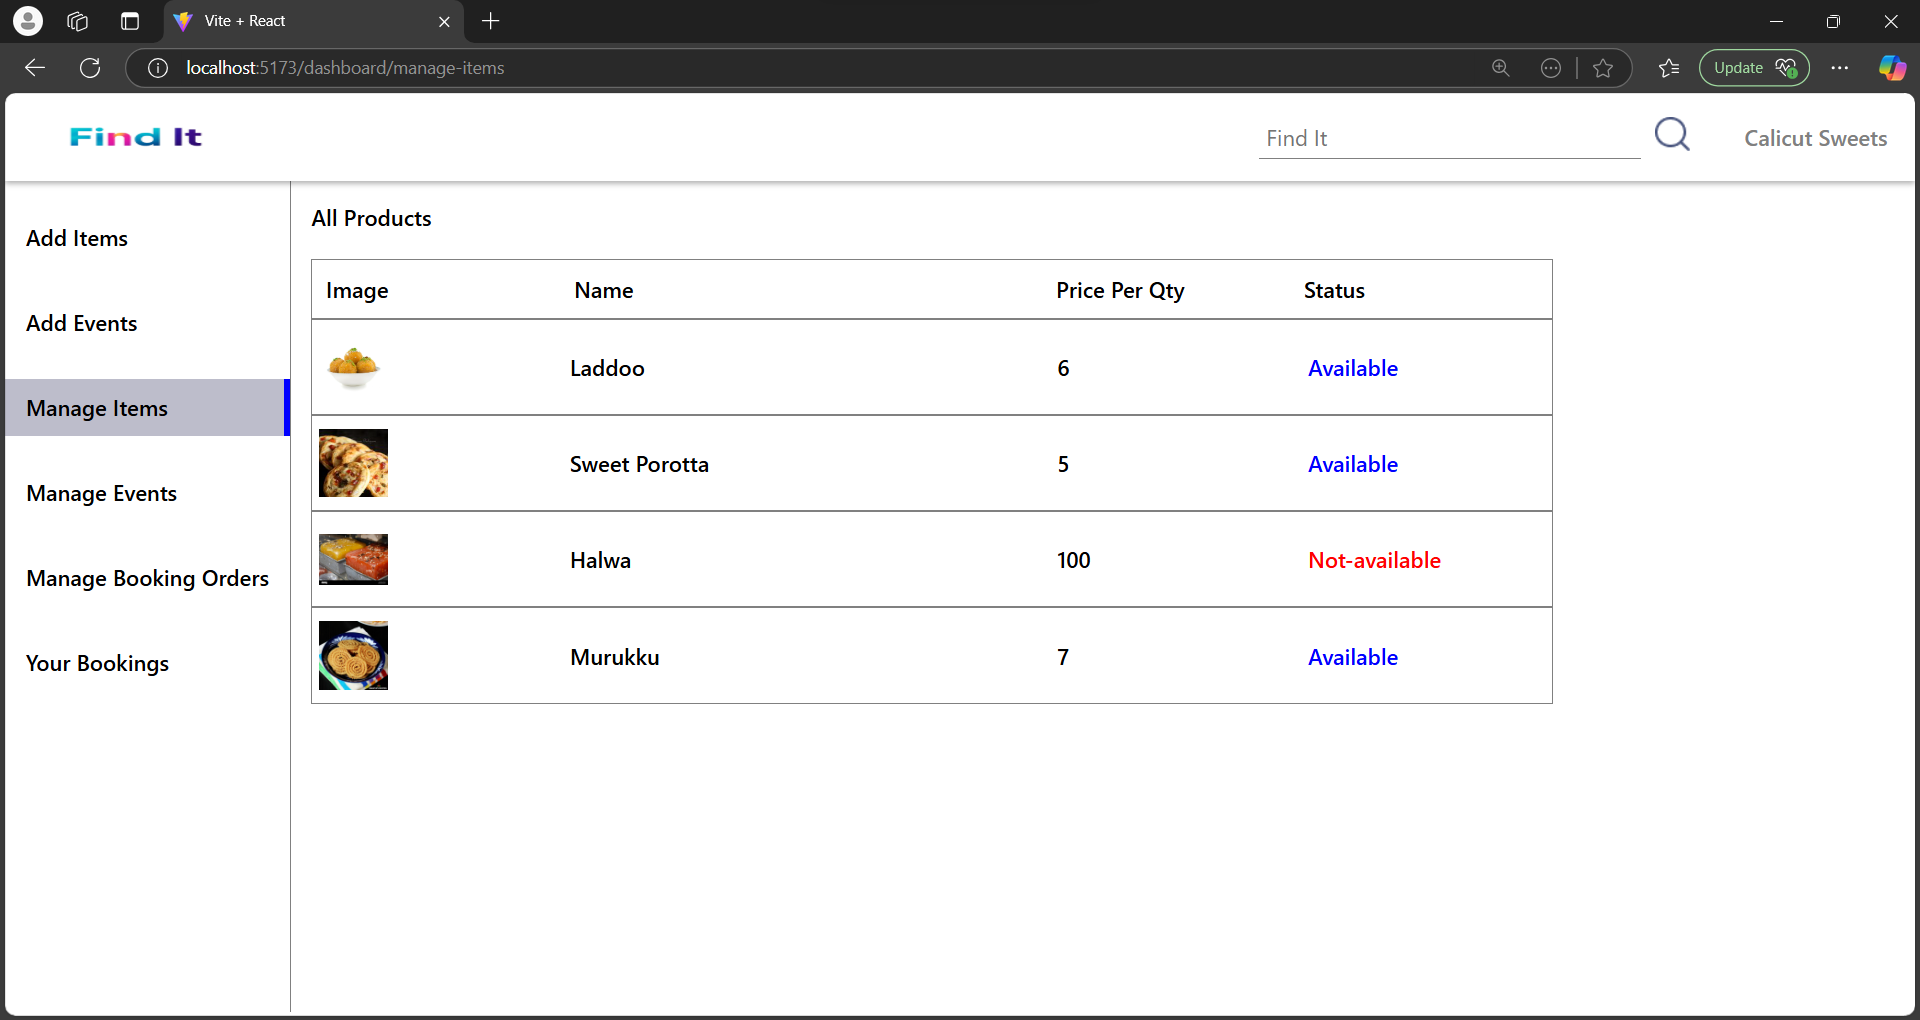 Vite + React
localhost:5173/dashboard/manage-items
Update
Find It
Find It
Calicut Sweets
Add Items
Add Events
Manage Items
Manage Events
Manage Booking Orders
Your Bookings
All Products
Image Name Price Per Qty Status
Laddoo 6 Available
Sweet Porotta 5 Available
Halwa 100 Not-available
Murukku 7 Available